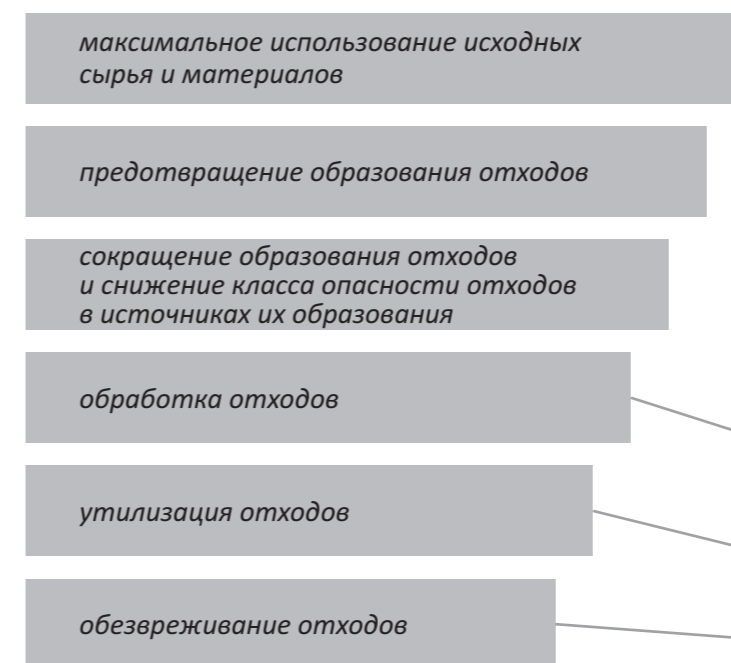 максимальное использование исходных
сырья и материалов
предотвращение образования отходов
сокращение образования отходов
и снижение класса опасности отходов
в источниках их образования
обработка отходов
утилизация отходов
обезвреживание отходов